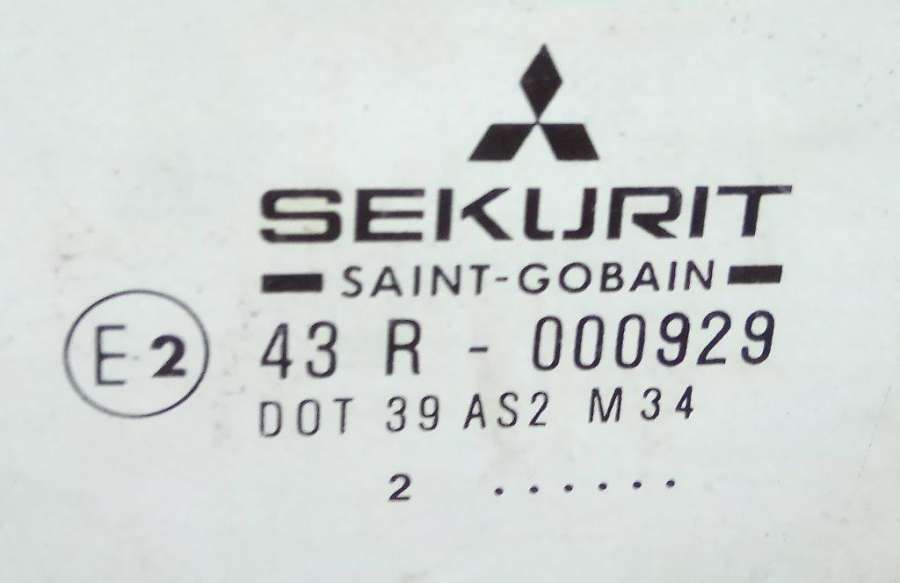 SEKURIT
SAINT-GOBAIN
E2 43 R - 000929
DOT 39 AS2 M34
2 ......